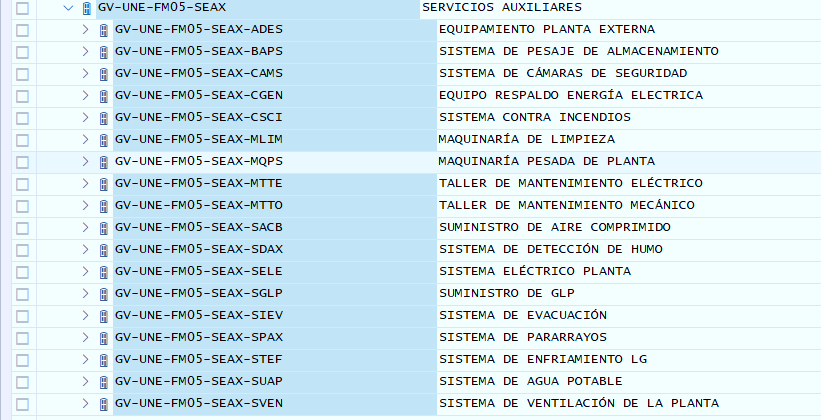 GV-UNE-FM05-SEAX SERVICIOS AUXILIARES
GV-UNE-FM05-SEAX-ADES EQUIPAMIENTO PLANTA EXTERNA
GV-UNE-FM05-SEAX-BAPS SISTEMA DE PESAJE DE ALMACENAMIENTO
GV-UNE-FM05-SEAX-CAMS SISTEMA DE CÁMARAS DE SEGURIDAD
GV-UNE-FM05-SEAX-CGEN EQUIPO RESPALDO ENERGÍA ELECTRICA
GV-UNE-FM05-SEAX-CSCI SISTEMA CONTRA INCENDIOS
GV-UNE-FM05-SEAX-MLIM MAQUINARÍA DE LIMPIEZA
GV-UNE-FM05-SEAX-MQPS MAQUINARÍA PESADA DE PLANTA
GV-UNE-FM05-SEAX-MTTE TALLER DE MANTENIMIENTO ELÉCTRICO
GV-UNE-FM05-SEAX-MTTO TALLER DE MANTENIMIENTO MECÁNICO
GV-UNE-FM05-SEAX-SACB SUMINISTRO DE AIRE COMPRIMIDO
GV-UNE-FM05-SEAX-SDAX SISTEMA DE DETECCIÓN DE HUMO
GV-UNE-FM05-SEAX-SELE SISTEMA ELÉCTRICO PLANTA
GV-UNE-FM05-SEAX-SGLP SUMINISTRO DE GLP
GV-UNE-FM05-SEAX-SIEV SISTEMA DE EVACUACIÓN
GV-UNE-FM05-SEAX-SPAX SISTEMA DE PARARRAYOS
GV-UNE-FM05-SEAX-STEF SISTEMA DE ENFRIAMIENTO LG
GV-UNE-FM05-SEAX-SUAP SISTEMA DE AGUA POTABLE
GV-UNE-FM05-SEAX-SVEN SISTEMA DE VENTILACIÓN DE LA PLANTA